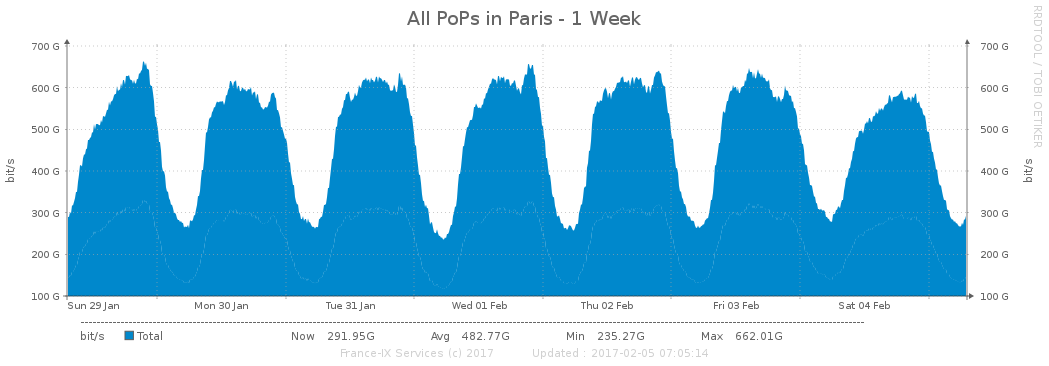 All PoPs in Paris - 1 Week
RRDTOOL / TOBI OETIKER
700 G 700 G
600 G 600 G
500 G 500 G
400 G 400 G
300 G 300 G
200 G 200 G
100 G 100 G
bit/s
bit/s
Sun 29 Jan Mon 30 Jan Tue 31 Jan Wed 01 Feb Thu 02 Feb Fri 03 Feb Sat 04 Feb
bit/s Total Now 291.95G Avg 482.77G Min 235.27G Max 662.01G
France-IX Services (c) 2017 Updated : 2017-02-05 07:05:14